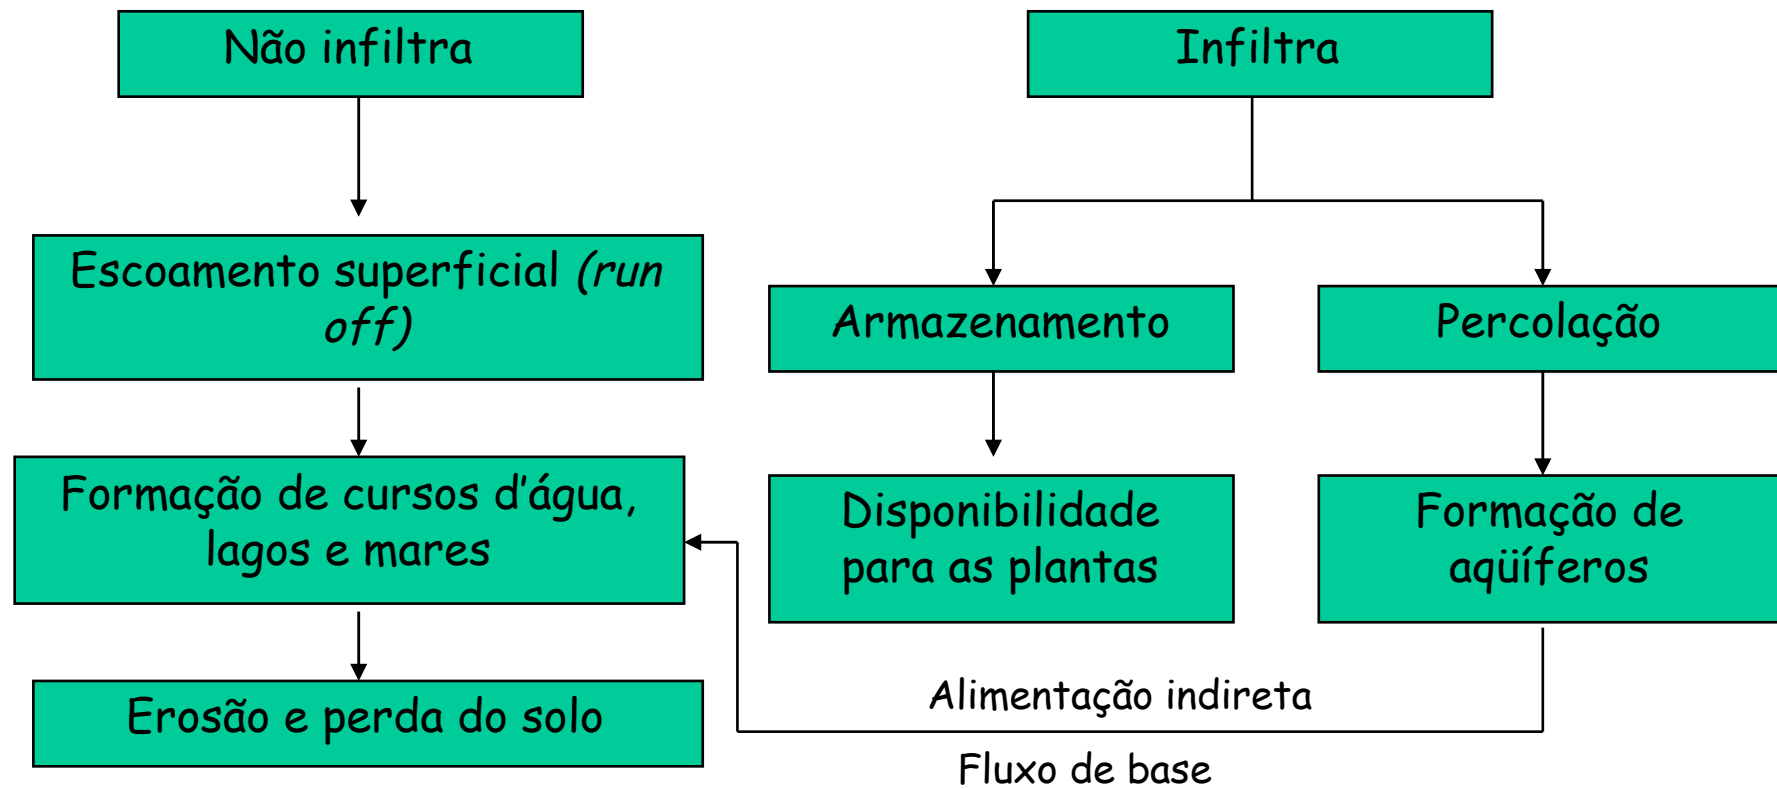 Não infiltra
Infiltra
Escoamento superficial (run
off)
Armazenamento
Percolação
Formação de cursos d’água,
lagos e mares
Disponibilidade
para as plantas
Formação de
aqüíferos
Erosão e perda do solo
Alimentação indireta
Fluxo de base